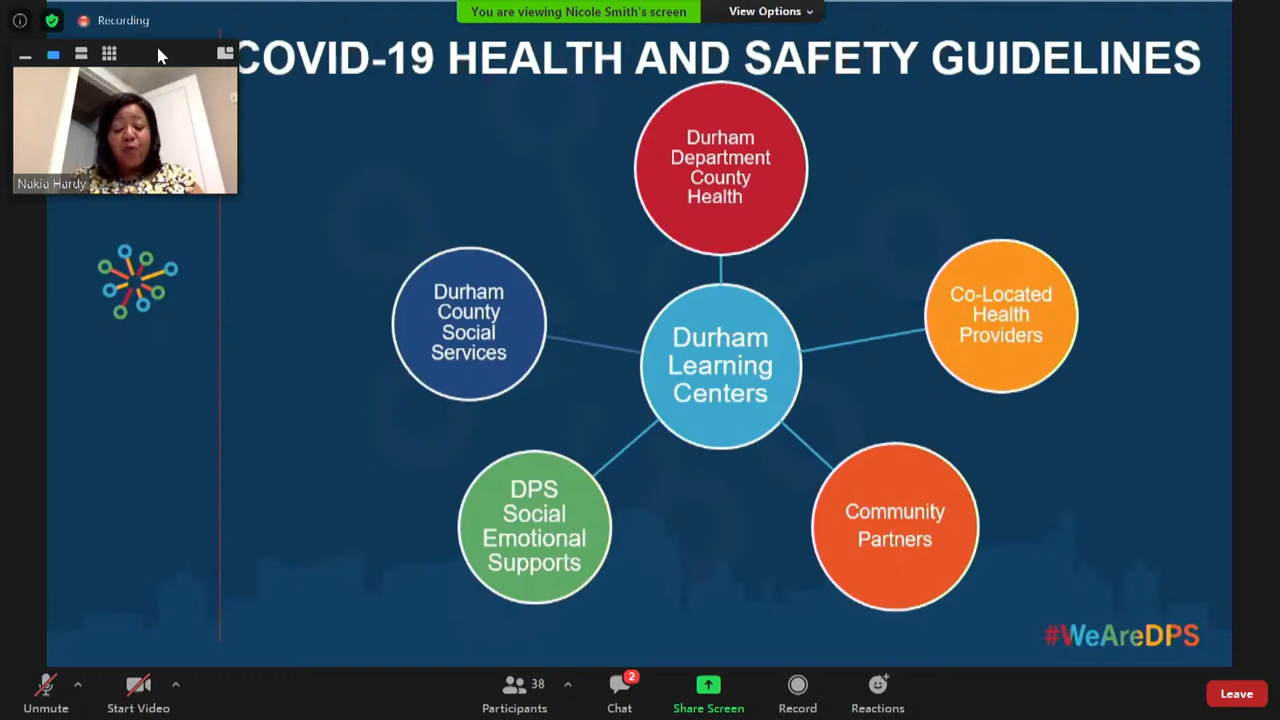 Recording
You are viewing Nicole Smith's screen
View Options
COVID-19 HEALTH AND SAFETY GUIDELINES
Nakia Hardy
Durham
Department
County
Health
Durham
County
Social
Services
Co-Located
Health
Providers
Durham
Learning
Centers
DPS
Social
Emotional
Supports
Community
Partners
#WeAreDPS
Unmute
Start Video
38
Participants
2
Chat
Share Screen
Record
Reactions
Leave